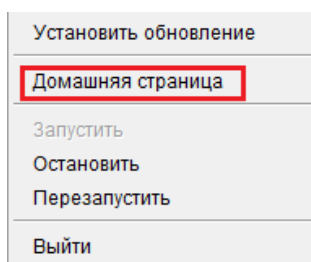 Установить обновление
Домашняя страница
Запустить
Остановить
Перезапустить
Выйти